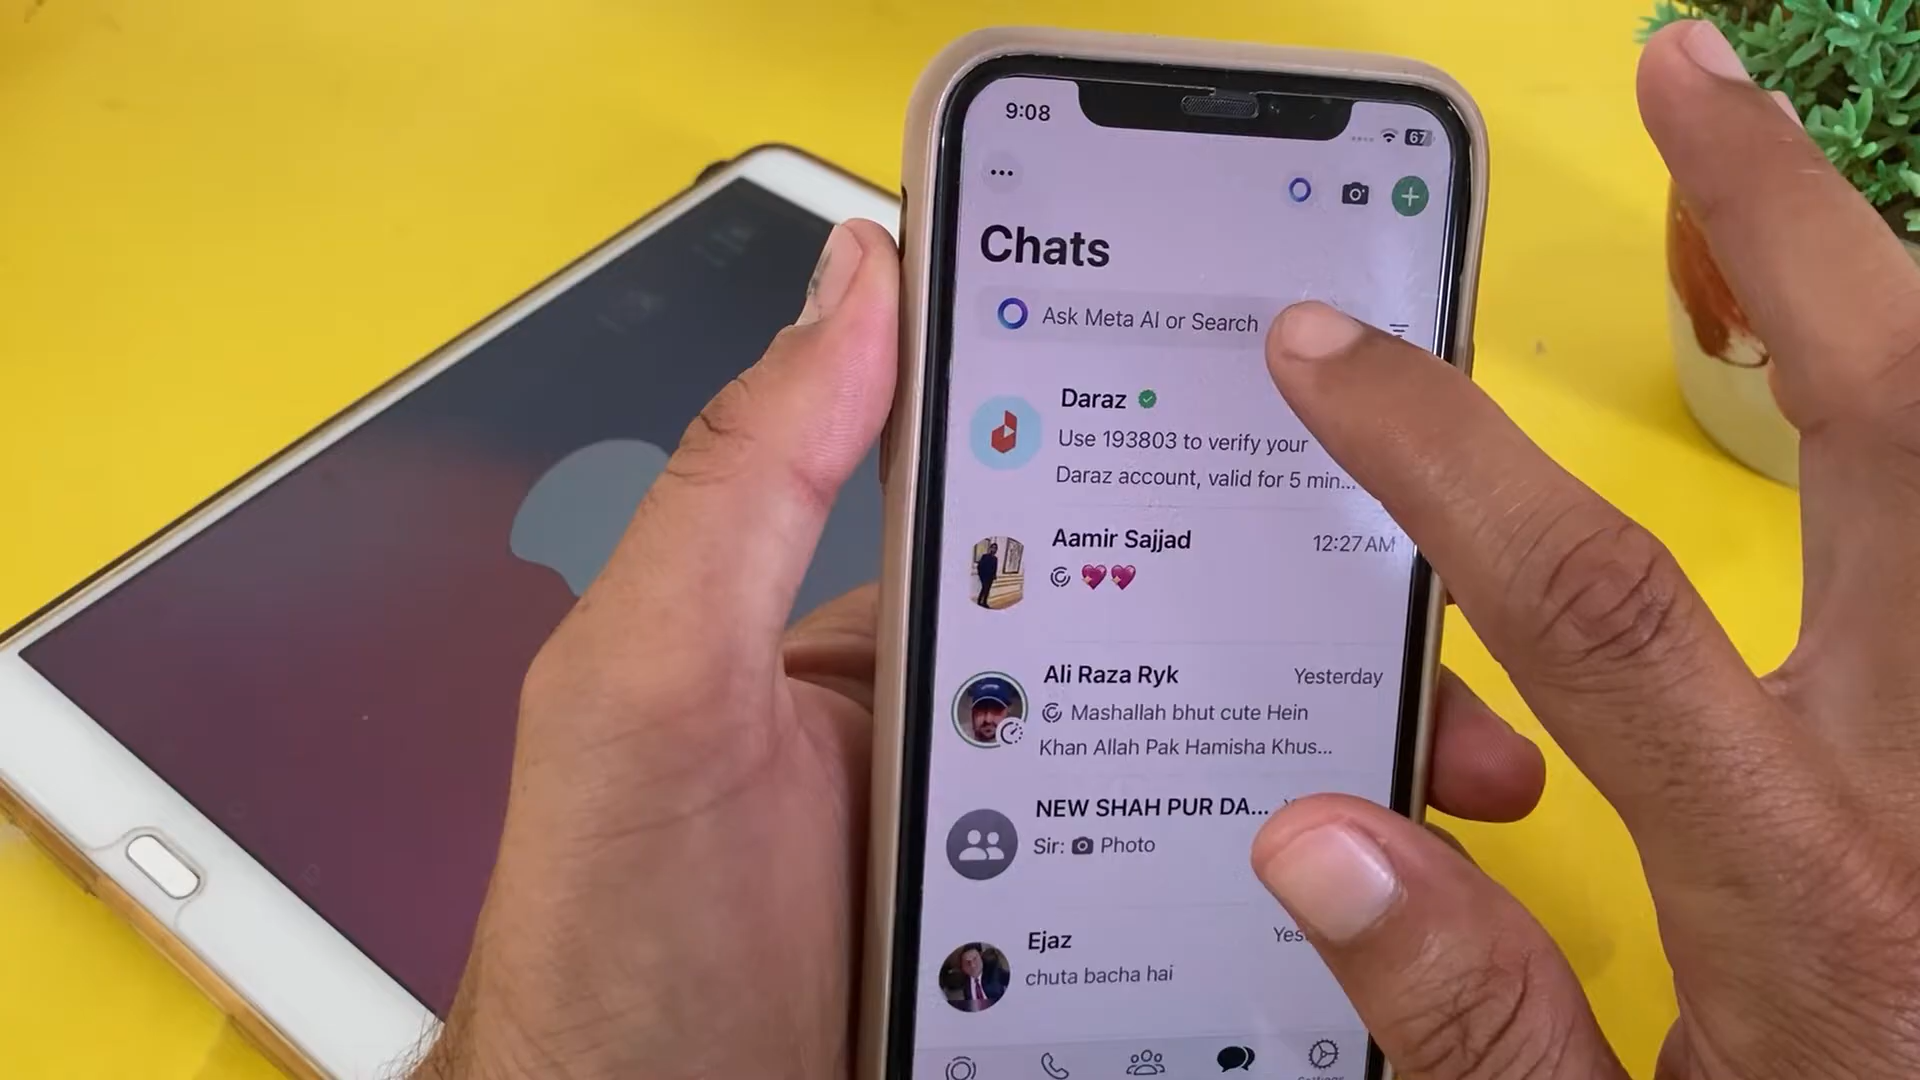 9:08
67
Chats
Ask Meta AI or Search
Daraz
Use 193803 to verify your
Daraz account, valid for 5 min...
Aamir Sajjad
12:27 AM
💖💖
Ali Raza Ryk
Yesterday
Mashallah bhut cute Hein
Khan Allah Pak Hamisha Khus...
NEW SHAH PUR DA...
Sir: 📷 Photo
Ejaz
chuta bacha hai